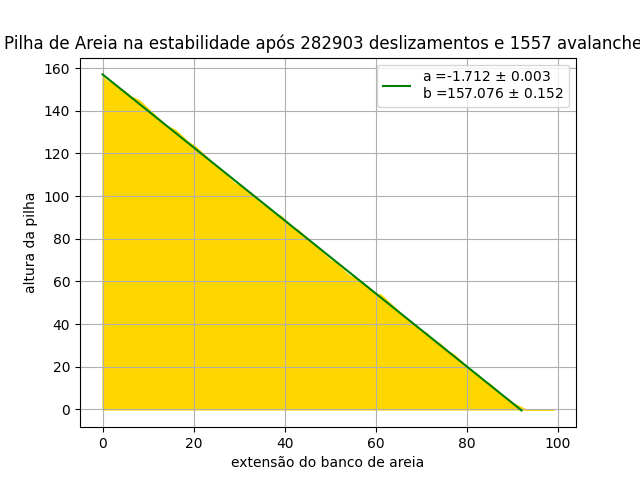 Pilha de Areia na estabilidade após 282903 deslizamentos e 1557 avalanche
a =-1.712 ± 0.003
b =157.076 ± 0.152
160
140
120
100
80
60
40
20
0
altura da pilha
0 20 40 60 80 100
extensão do banco de areia